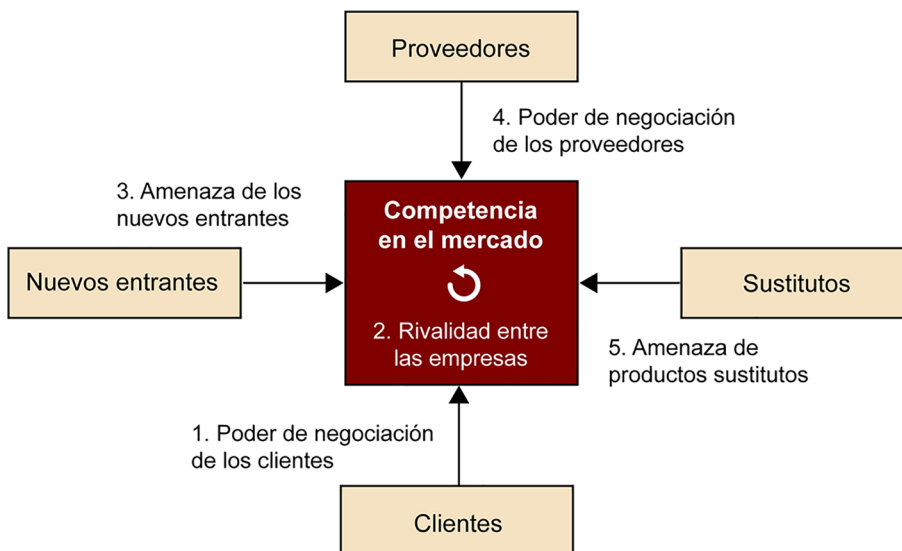 Proveedores
4. Poder de negociación
de los proveedores
3. Amenaza de los
nuevos entrantes
Competencia
en el mercado
Nuevos entrantes
Sustitutos
2. Rivalidad entre
las empresas
5. Amenaza de
productos sustitutos
1. Poder de negociación
de los clientes
Clientes